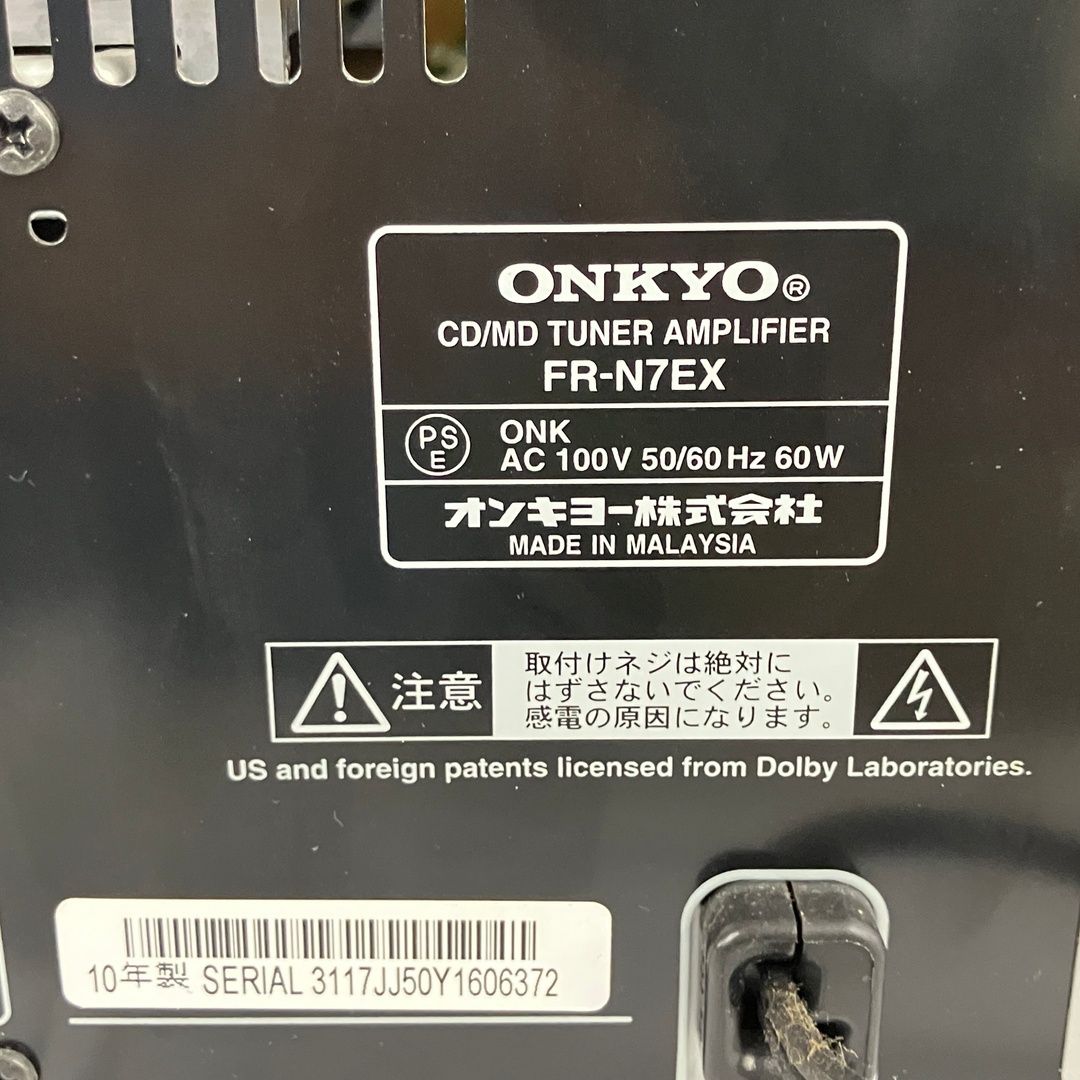 ONKYO®
CD/MD TUNER AMPLIFIER
FR-N7EX
PS
E
ONK
AC 100V 50/60Hz 60W
オンキヨー株式会社
MADE IN MALAYSIA
注意
取付けネジは絶対に
はずさないでください。
感電の原因になります。
US and foreign patents licensed from Dolby Laboratories.
10年製 SERIAL 3117JJ50Y1606372